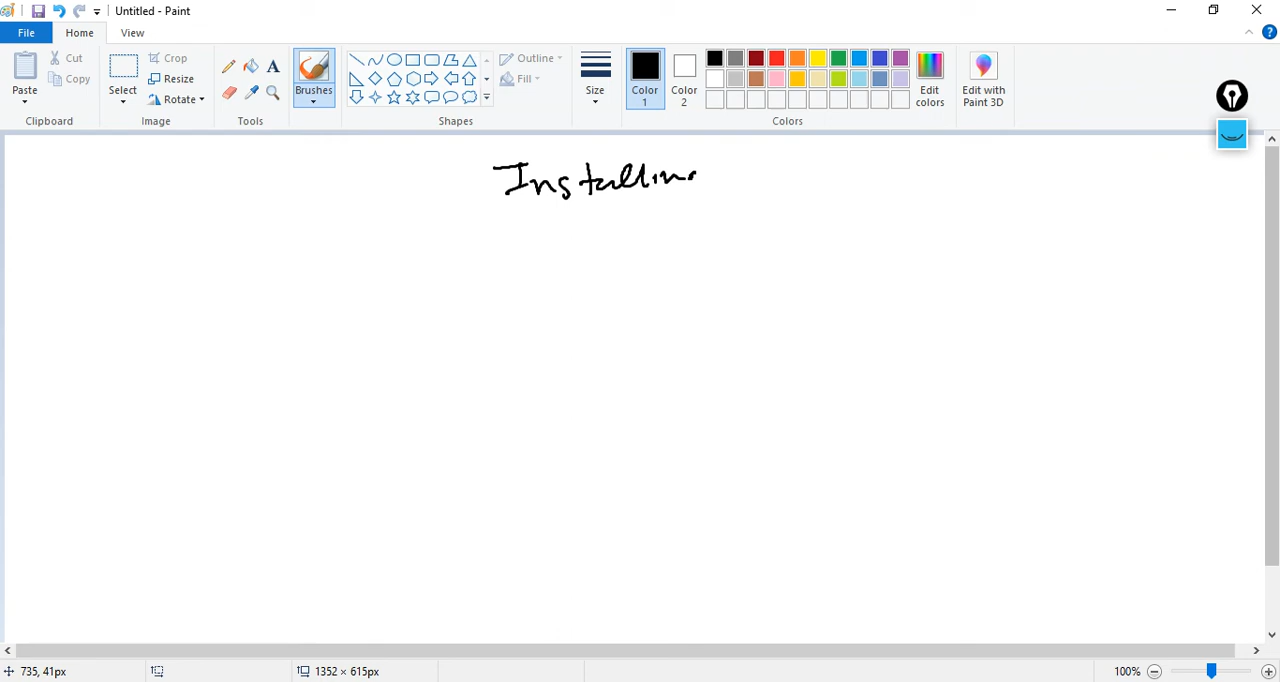 Untitled - Paint
File Home View
Paste
Cut
Copy
Clipboard
Select
Crop
Resize
Rotate
Image
Tools
Brushes
Shapes
Outline
Fill
Size
Color 1
Color 2
Colors
Edit colors
Edit with Paint 3D
Installin
735, 41px
1352 × 615px
100%